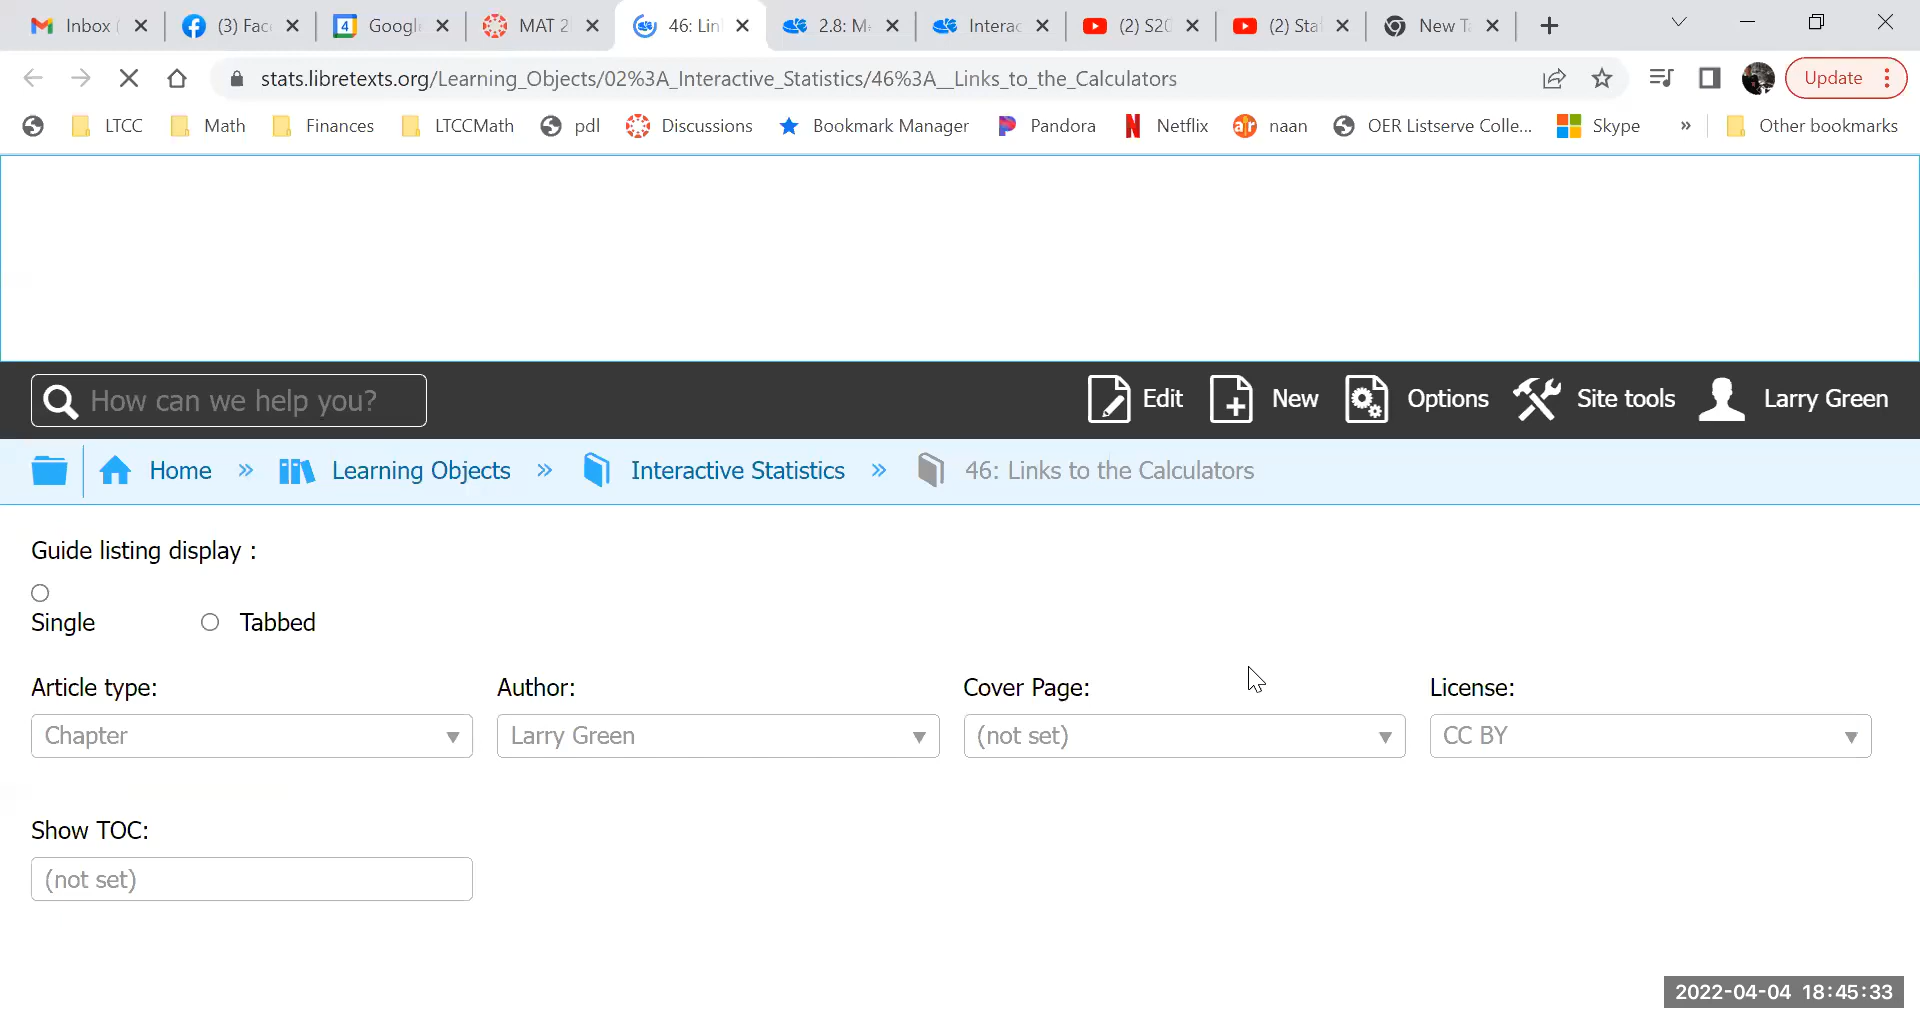 Inbox (
(3) Fac
4
Googl
MAT 2
46: Lin
2.8: M
Interac
(2) S20
(2) Sta
New Ta
stats.libretexts.org/Learning_Objects/02%3A_Interactive_Statistics/46%3A__Links_to_the_Calculators
Update
LTCC
Math
Finances
LTCCMath
pdl
Discussions
Bookmark Manager
Pandora
Netflix
naan
OER Listserve Colle...
Skype
»
Other bookmarks
How can we help you?
Edit
New
Options
Site tools
Larry Green
Home » Learning Objects » Interactive Statistics » 46: Links to the Calculators
Guide listing display :
Single
Tabbed
Article type:
Author:
Cover Page:
License:
Chapter
Larry Green
(not set)
CC BY
Show TOC:
(not set)
2022-04-04 18:45:33